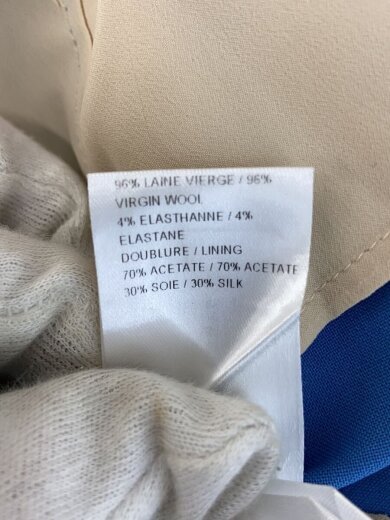 96% LAINE VIERGE / 96%
VIRGIN WOOL
4% ELASTHANNE / 4%
ELASTANE
DOUBLURE / LINING
70% ACETATE / 70% ACETATE
30% SOIE / 30% SILK